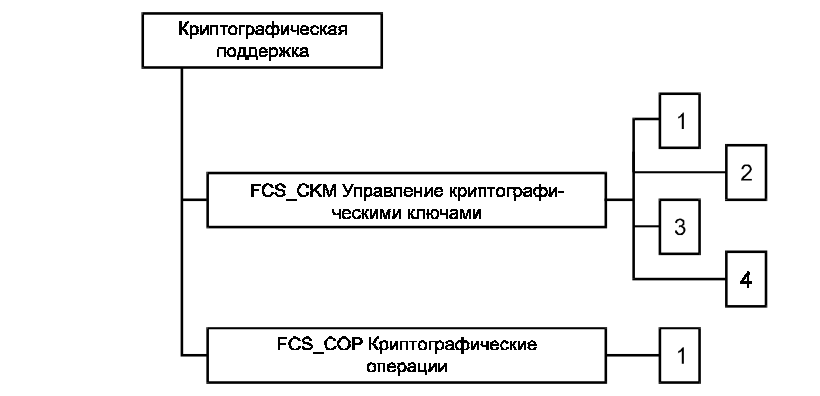 Криптографическая
поддержка
1
2
FCS_CKM Управление криптографи-
ческими ключами
3
4
FCS_COP Криптографические
операции
1